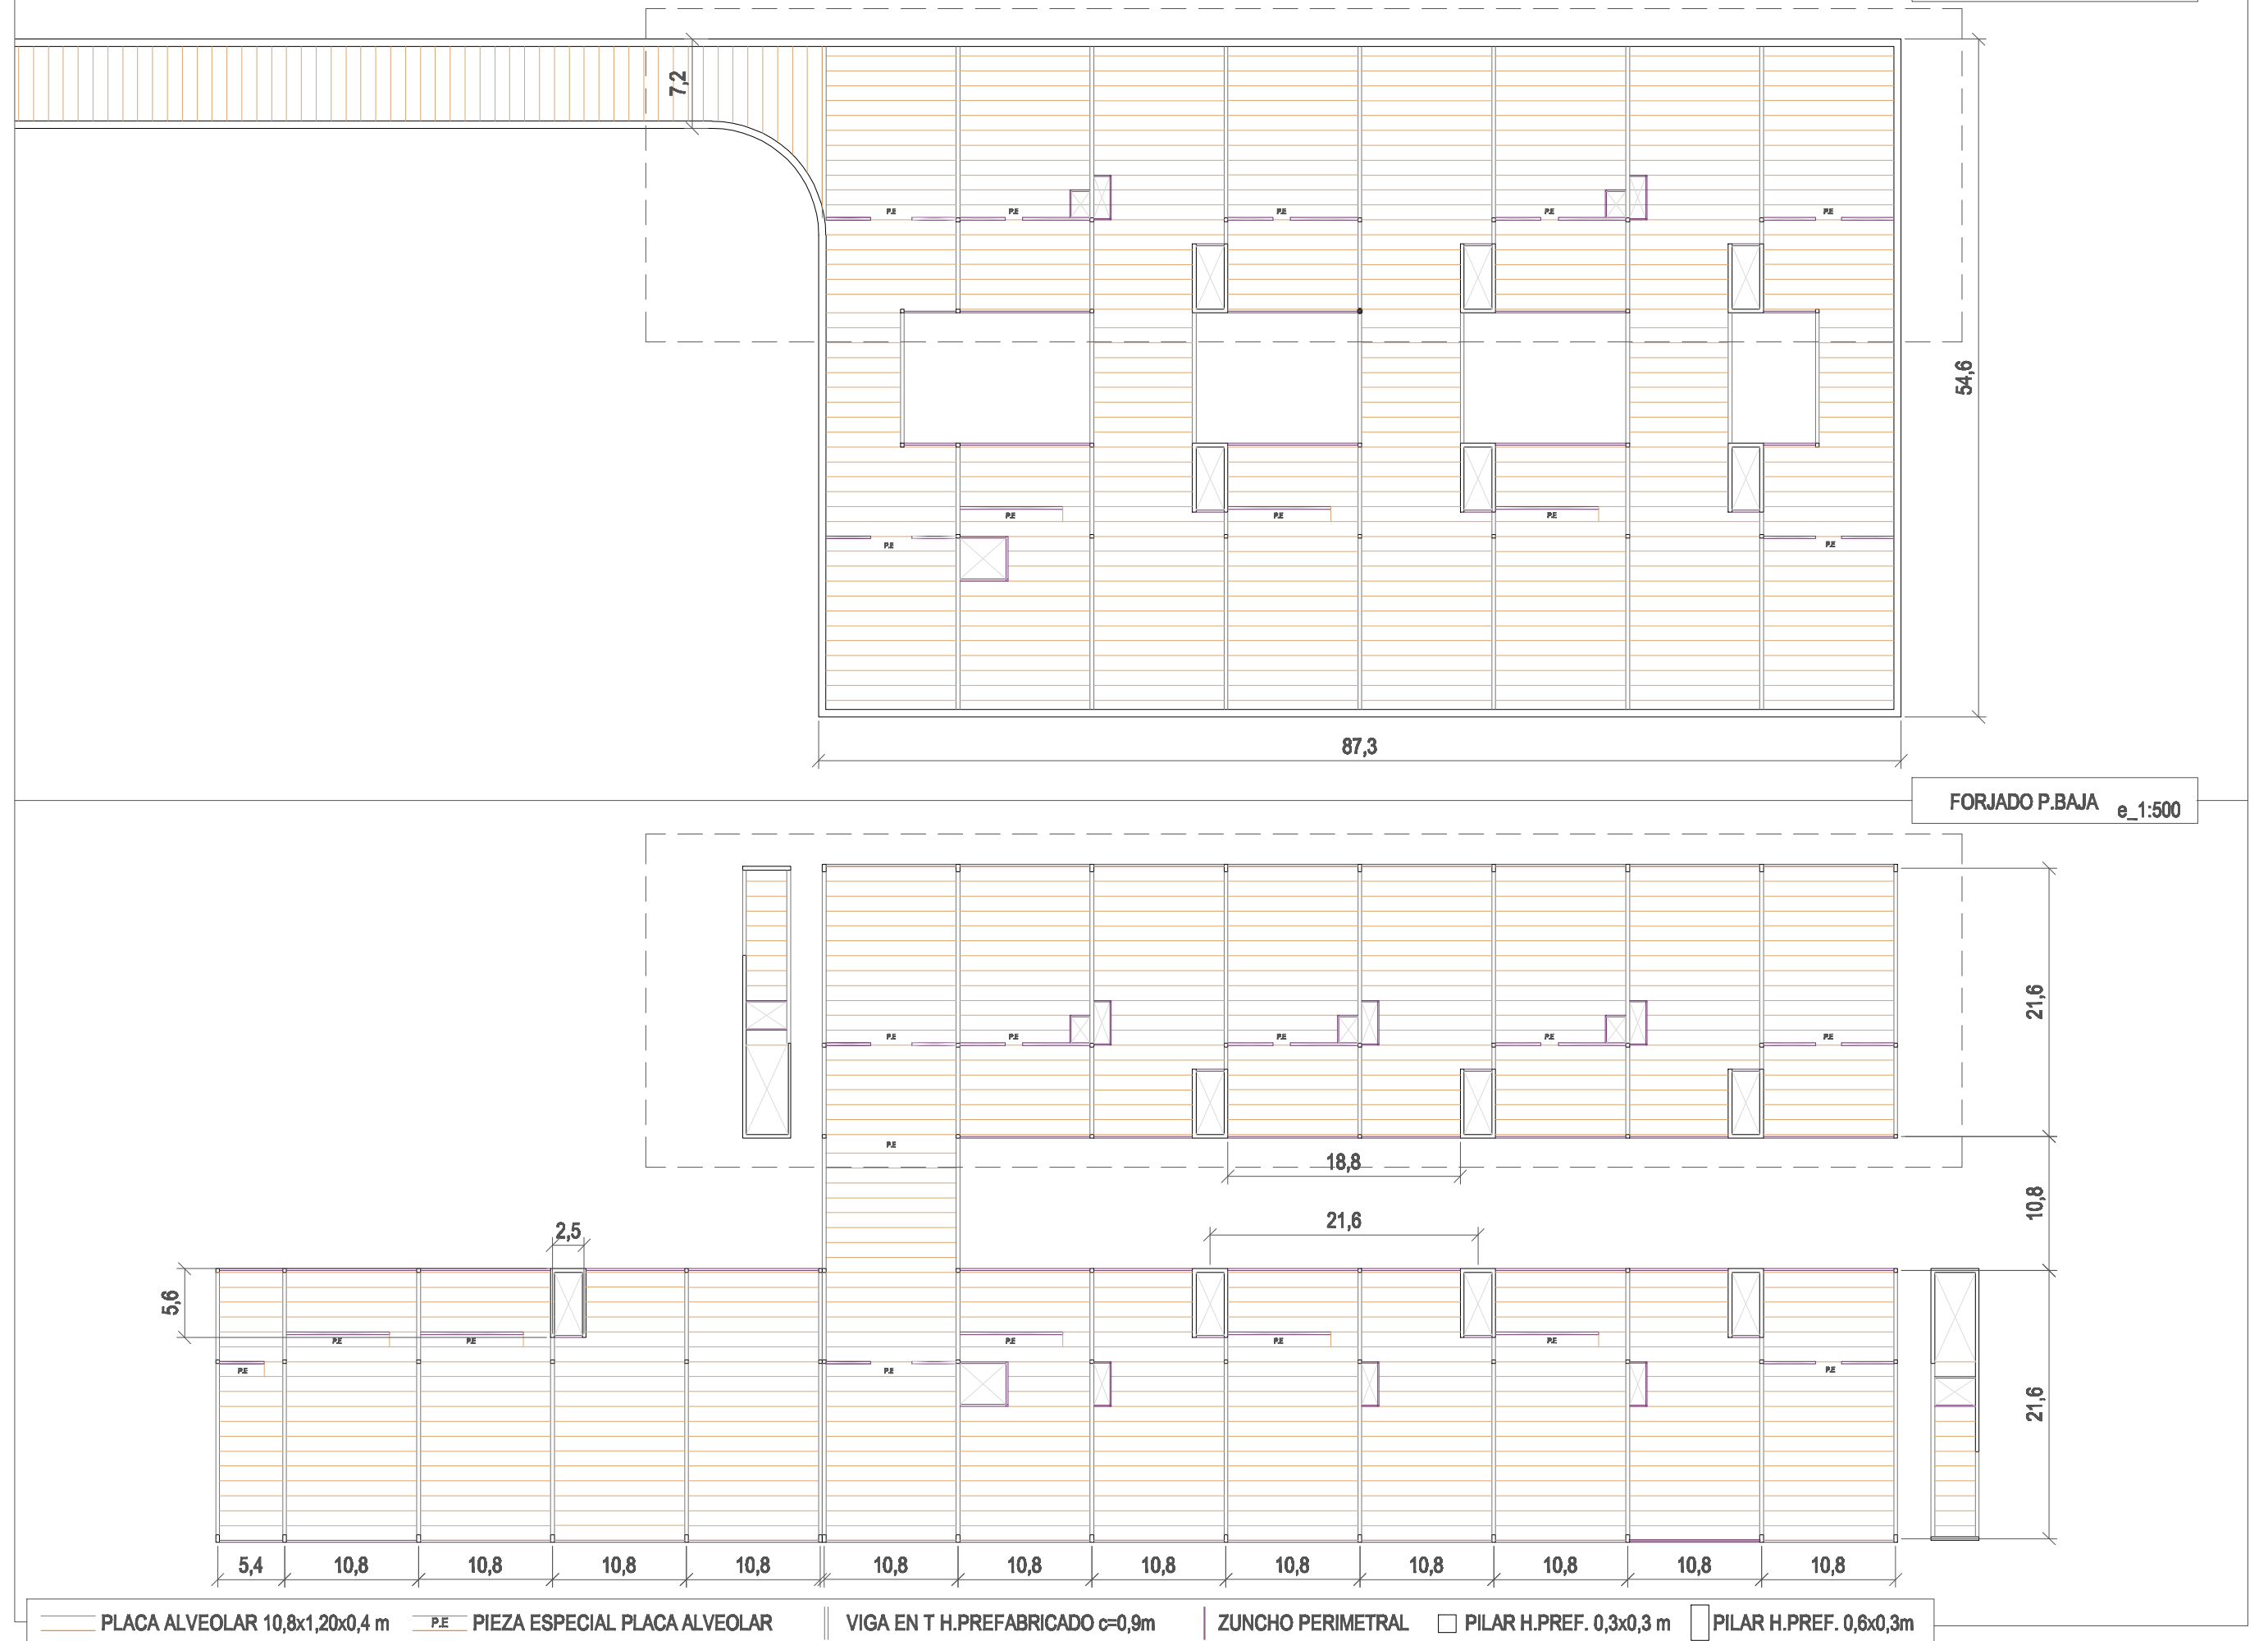 7,2
P.E
P.E
P.E
P.E
P.E
54,6
P.E
P.E
P.E
P.E
P.E
87,3
FORJADO P.BAJA e_1:500
21,6
P.E
P.E
P.E
P.E
P.E
P.E
18,8
10,8
21,6
2,5
5,6
P.E
P.E
P.E
P.E
P.E
P.E
P.E
P.E
21,6
5,4 10,8 10,8 10,8 10,8 10,8 10,8 10,8 10,8 10,8 10,8 10,8 10,8
PLACA ALVEOLAR 10,8x1,20x0,4 m P.E PIEZA ESPECIAL PLACA ALVEOLAR VIGA EN T H.PREFABRICADO c=0,9m ZUNCHO PERIMETRAL PILAR H.PREF. 0,3x0,3 m PILAR H.PREF. 0,6x0,3m